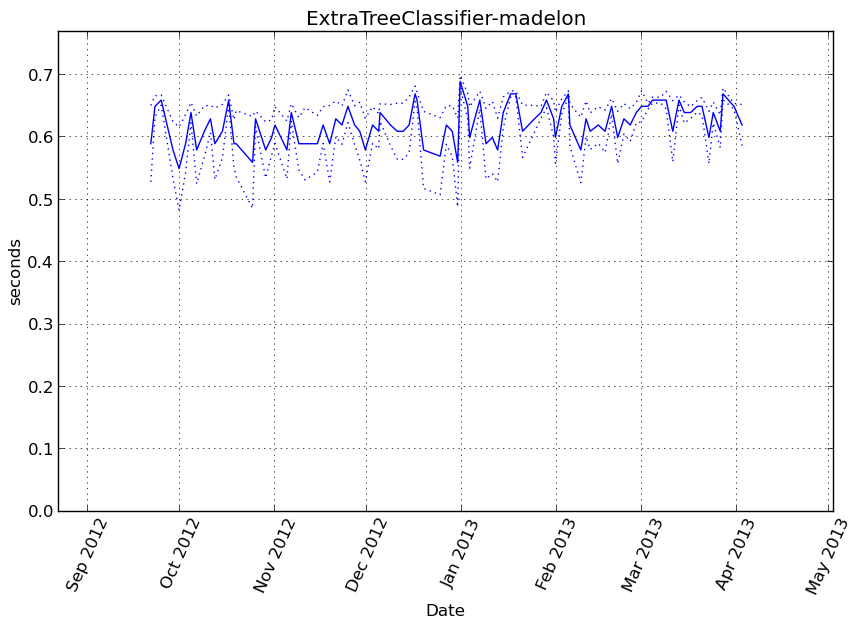 ExtraTreeClassifier-madelon
seconds
0.7
0.6
0.5
0.4
0.3
0.2
0.1
0.0
Sep 2012
Oct 2012
Nov 2012
Dec 2012
Jan 2013
Feb 2013
Mar 2013
Apr 2013
May 2013
Date